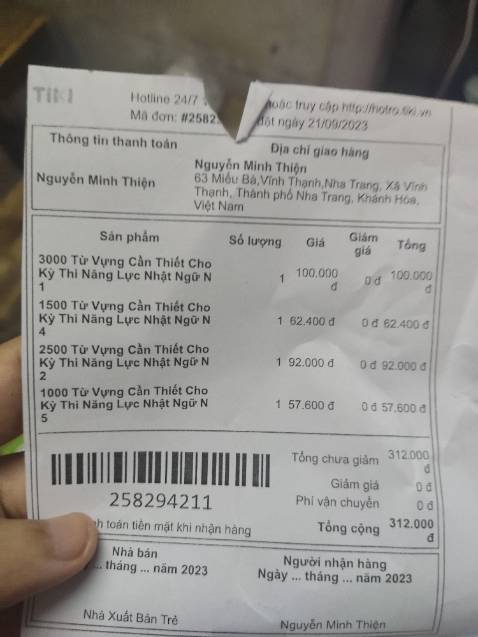 TIKI
Hotline 24/7
hoặc truy cập http://hotro.tiki.vn
Mã đơn: #2582
đặt ngày 21/09/2023
Thông tin thanh toán
Địa chỉ giao hàng
Nguyễn Minh Thiện
Nguyễn Minh Thiện
63 Miếu Bà,Vĩnh Thạnh,Nha Trang, Xã Vĩnh
Thạnh, Thành phố Nha Trang, Khánh Hòa,
Việt Nam
Sản phẩm Số lượng Giá Giảm giá Tổng
3000 Từ Vựng Cần Thiết Cho
Kỳ Thi Năng Lực Nhật Ngữ N 1 100.000 0 đ 100.000
1 đ đ
1500 Từ Vựng Cần Thiết Cho
Kỳ Thi Năng Lực Nhật Ngữ N 1 62.400 đ 0 đ 62.400 đ
4
2500 Từ Vựng Cần Thiết Cho
Kỳ Thi Năng Lực Nhật Ngữ N 1 92.000 đ 0 đ 92.000 đ
2
1000 Từ Vựng Cần Thiết Cho
Kỳ Thi Năng Lực Nhật Ngữ N 1 57.600 đ 0 đ 57.600 đ
5
Tổng chưa giảm 312.000
đ
Giảm giá 0 đ
258294211
Phí vận chuyển 0 đ
toán tiền mặt khi nhận hàng
Tổng cộng 312.000
đ
Nhà bán
... tháng ... năm 2023
Người nhận hàng
Ngày ... tháng ... năm 2023
Nhà Xuất Bản Trẻ
Nguyễn Minh Thiện